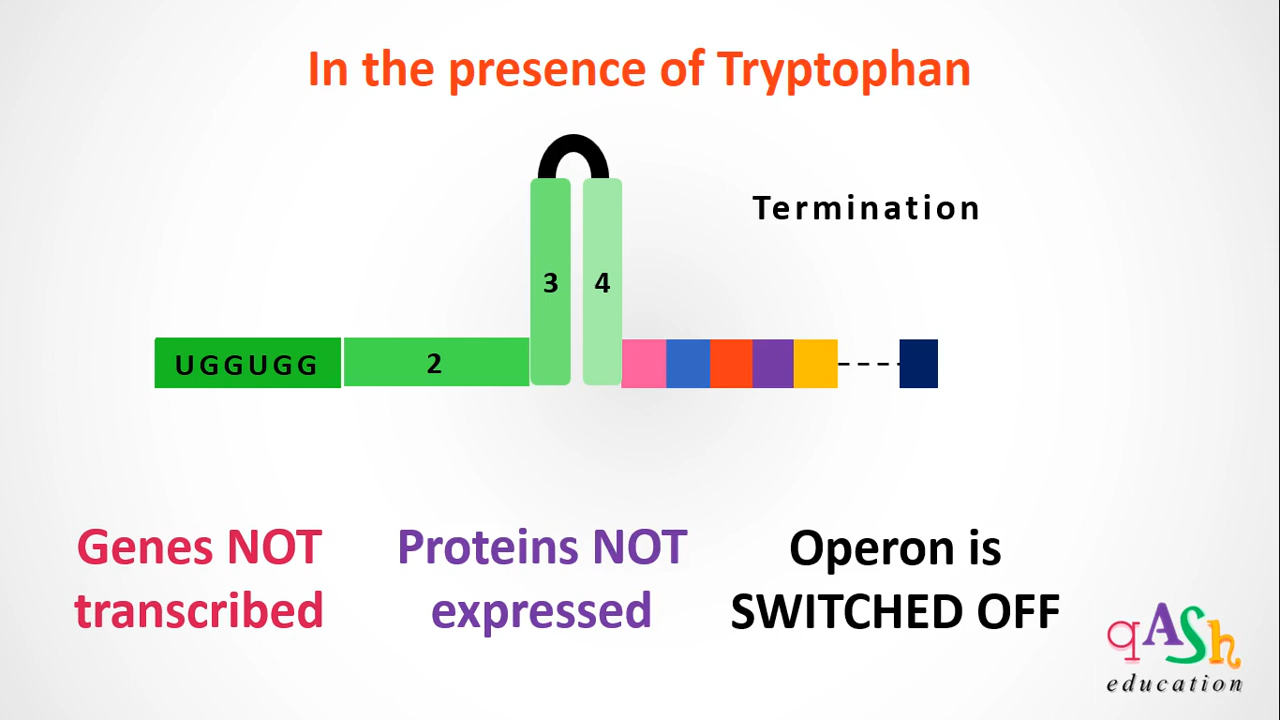 In the presence of Tryptophan
Termination
3 4
UGGUGG 2
Genes NOT
transcribed
Proteins NOT
expressed
Operon is
SWITCHED OFF
qASh
education